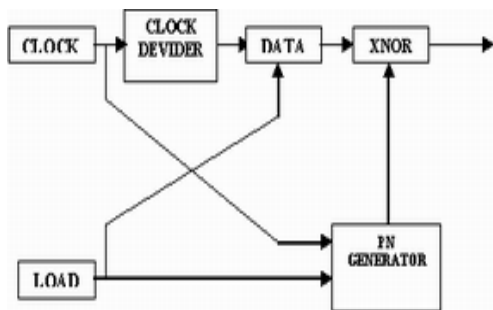 CLOCK
CLOCK
DEVIDER
DATA
XNOR
PN
GENERATOR
LOAD